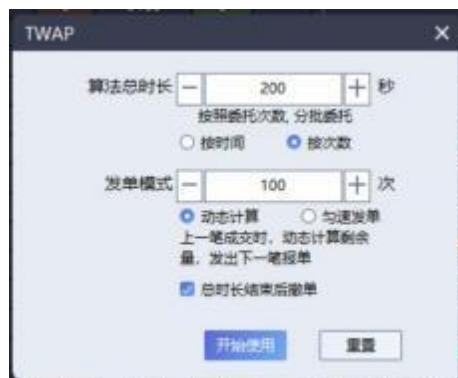 TWAP ×
算法总时长 − 200 + 秒
按照委托次数, 分批委托
按时间 按次数
发单模式 − 100 + 次
动态计算 匀速发单
上一笔成交时，动态计算剩余
量，发出下一笔报单
总时长结束后撤单
开始使用 重置